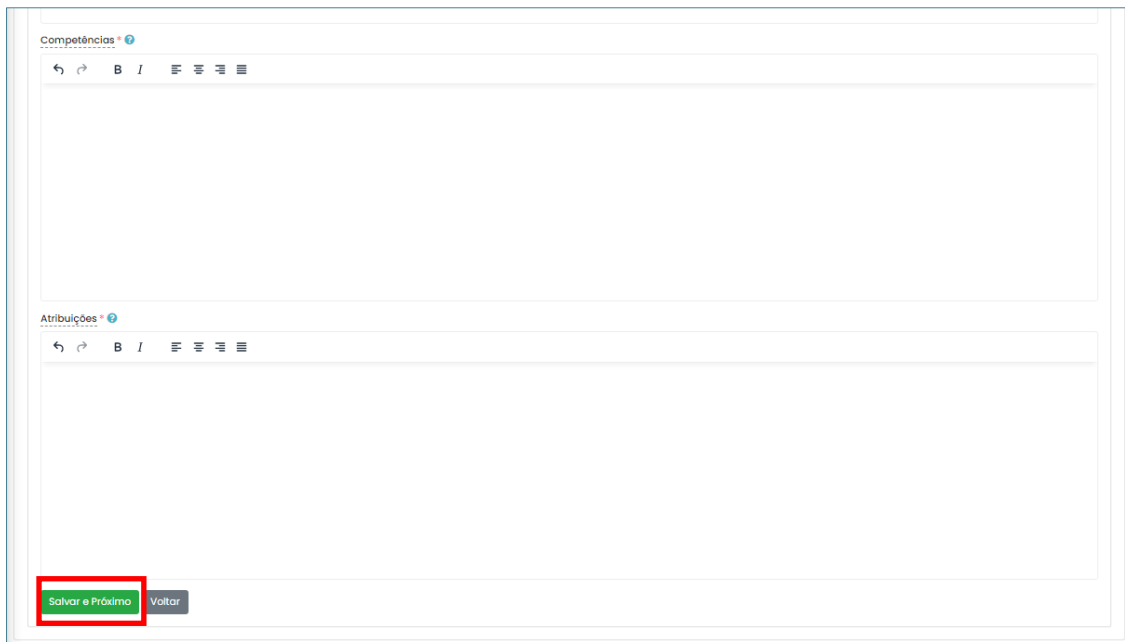 Competências * ?
B I
Atribuições * ?
B I
Salvar e Próximo Voltar